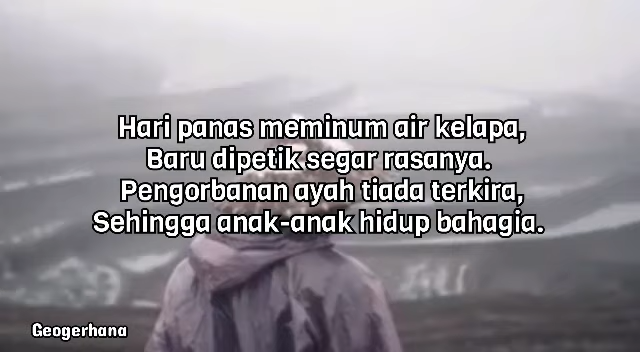 Hari panas meminum air kelapa,
Baru dipetik segar rasanya.
Pengorbanan ayah tiada terkira,
Sehingga anak-anak hidup bahagia.
Geogerhana